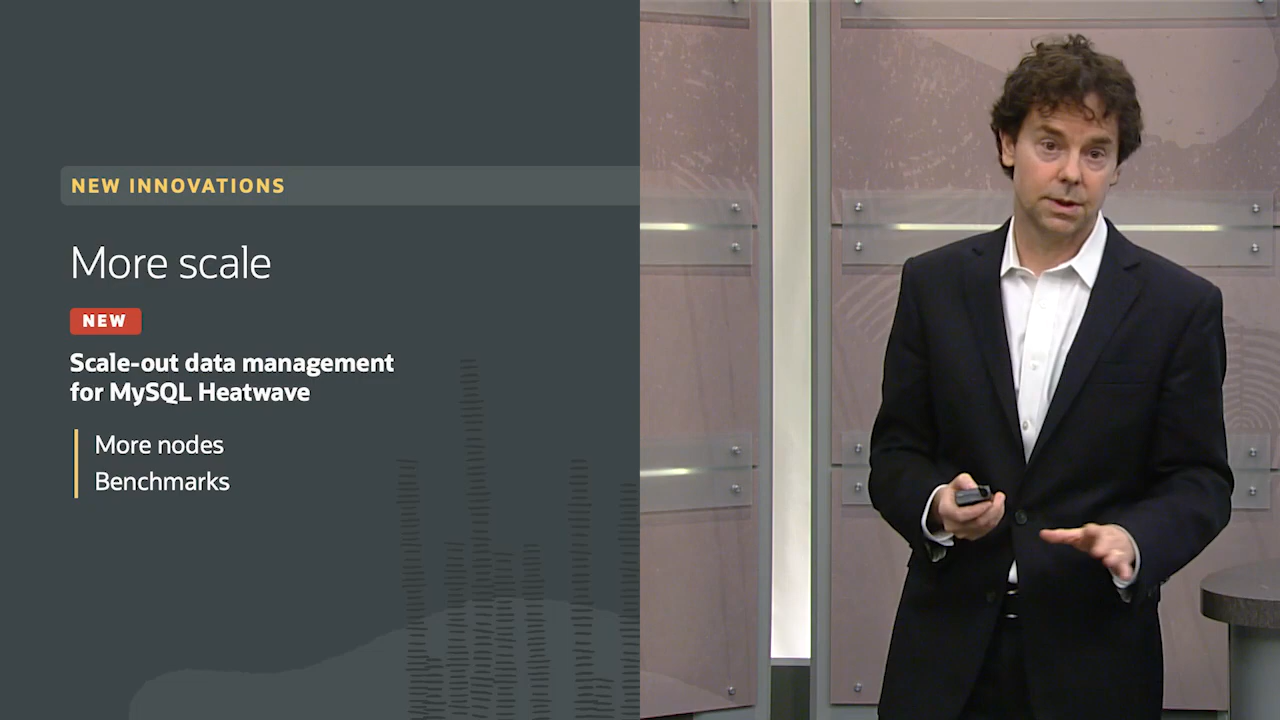 NEW INNOVATIONS
More scale
NEW
Scale-out data management
for MySQL Heatwave
More nodes
Benchmarks